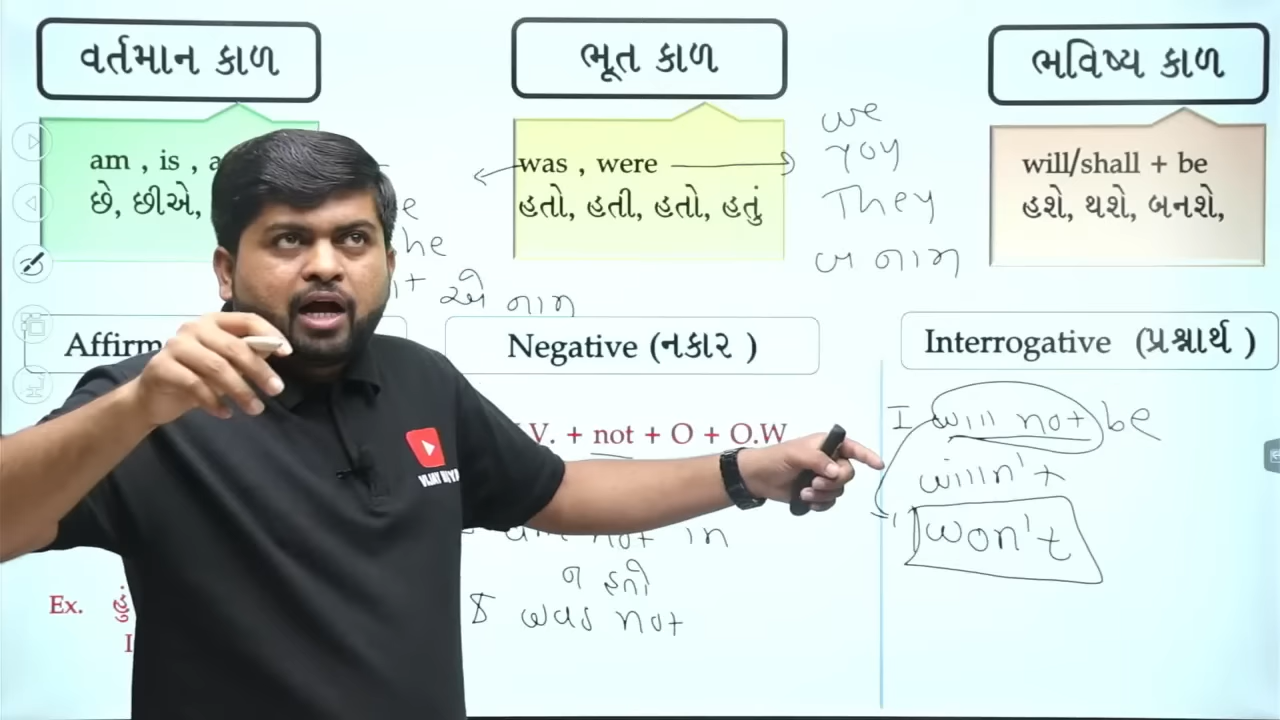 વર્તમાન કાળ
ભૂત કાળ
ભવિષ્ય કાળ
am , is ,
છે, છીએ,
was , were
હતો, હતી, હતો, હતું
we
you
They
બે નામ
will/shall + be
હશે, થશે, બનશે,
he
એક નામ
Affirm
Negative (નકાર )
Interrogative (પ્રશ્નાર્થ )
V. + not + O + O.W
I will not be
willn't
won't
not in
ન હતો
I was not
Ex. હું
I